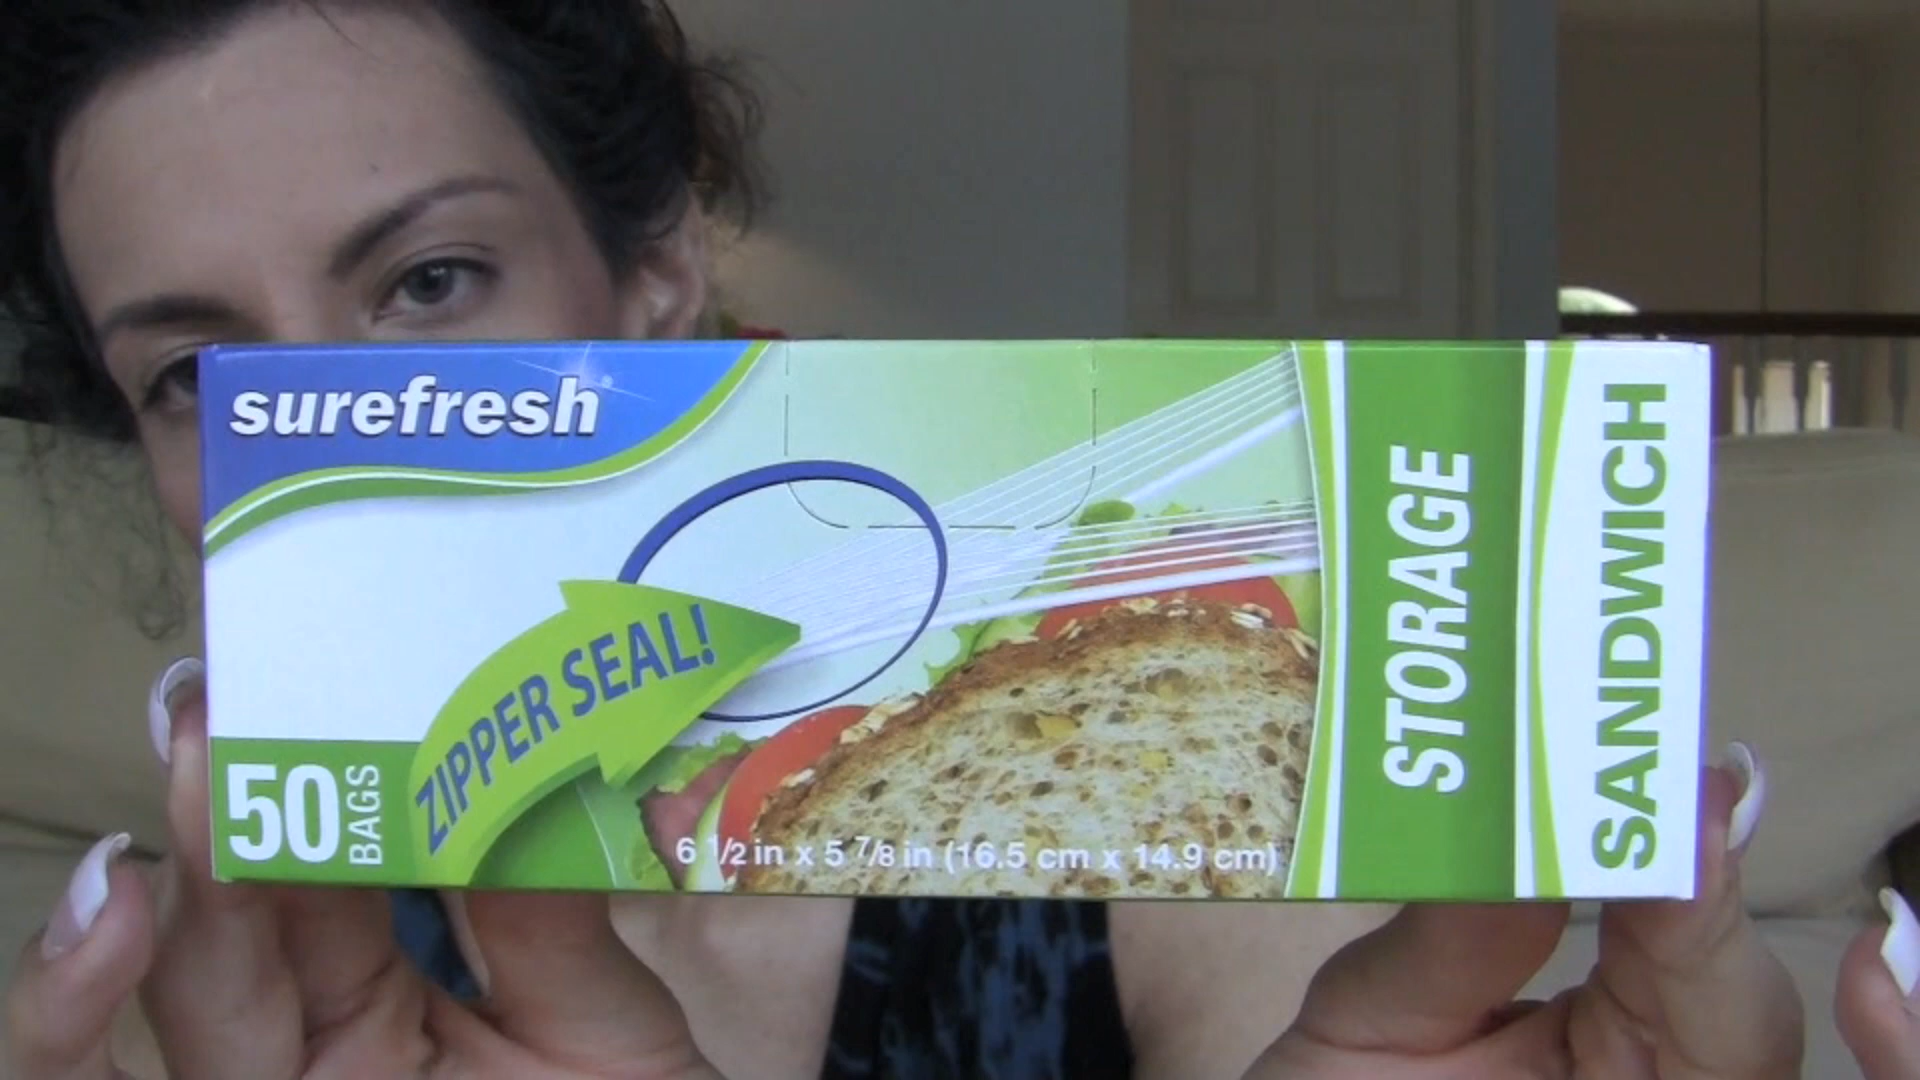 surefresh®
ZIPPER SEAL!
50 BAGS
6 1/2 in x 5 7/8 in (16.5 cm x 14.9 cm)
STORAGE
SANDWICH